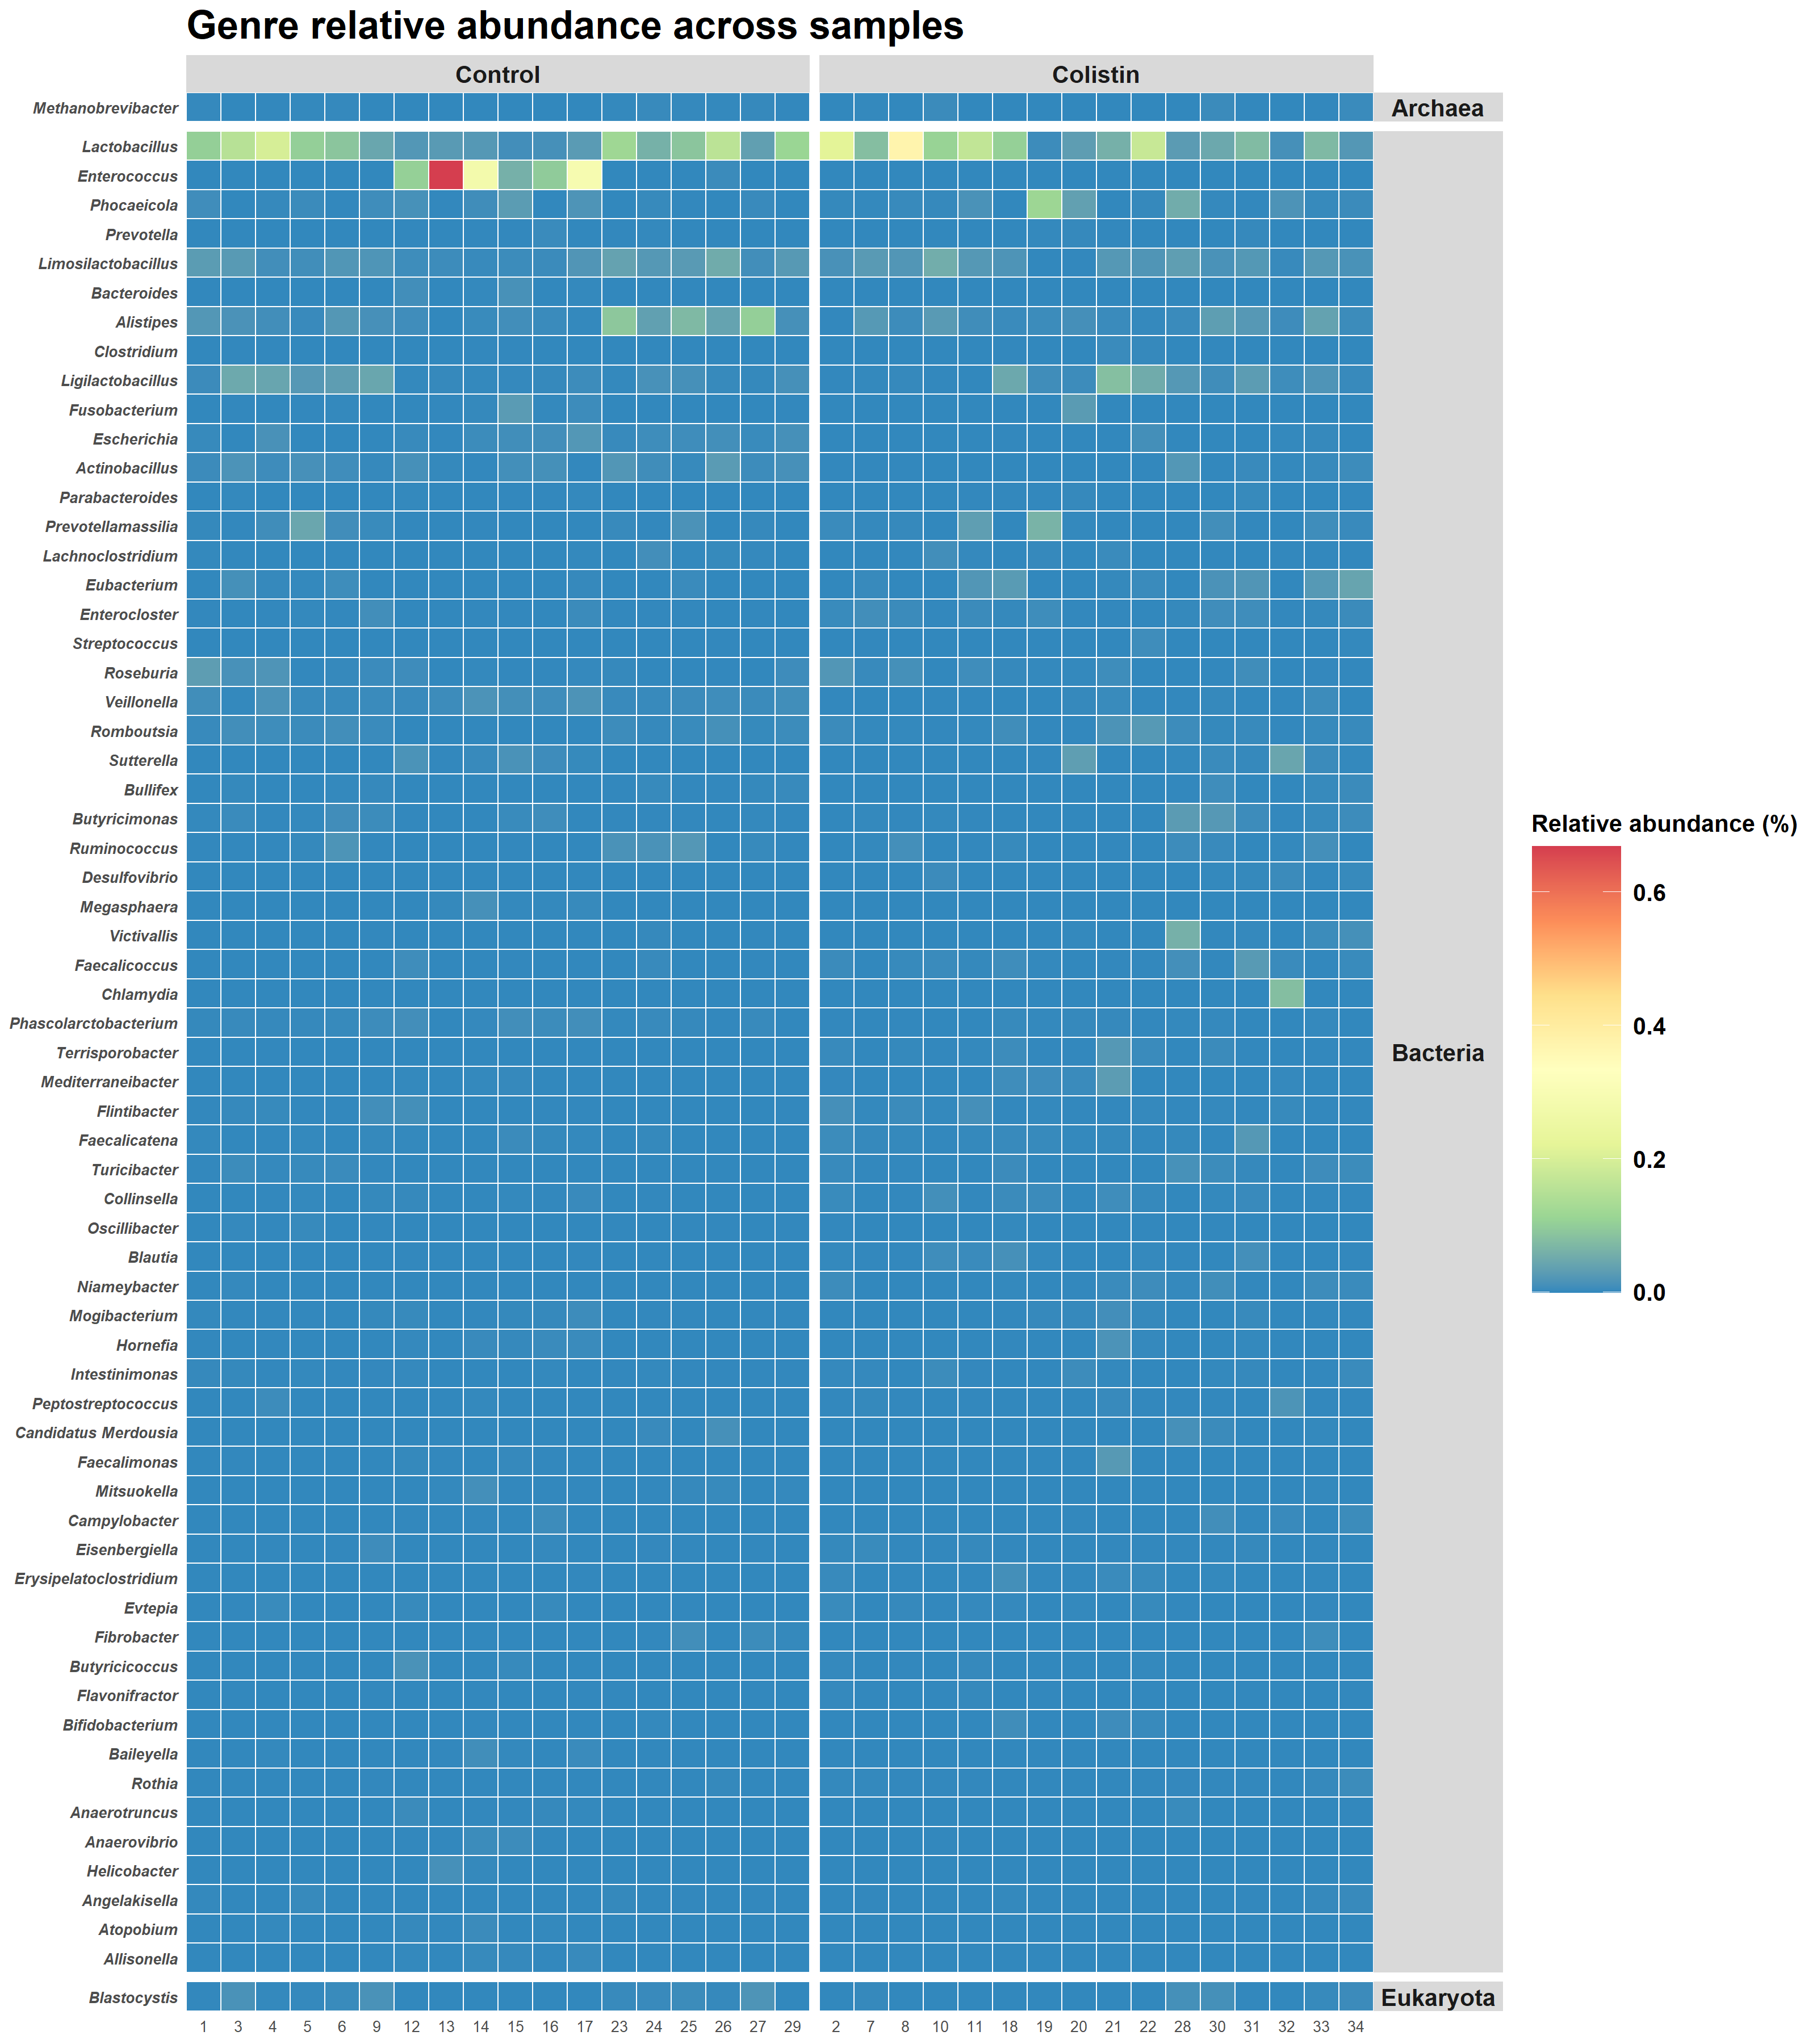 Genre relative abundance across samples
Control
Colistin
Methanobrevibacter
Archaea
Lactobacillus
Enterococcus
Phocaeicola
Prevotella
Limosilactobacillus
Bacteroides
Alistipes
Clostridium
Ligilactobacillus
Fusobacterium
Escherichia
Actinobacillus
Parabacteroides
Prevotellamassilia
Lachnoclostridium
Eubacterium
Enterocloster
Streptococcus
Roseburia
Veillonella
Romboutsia
Sutterella
Bullifex
Butyricimonas
Ruminococcus
Desulfovibrio
Megasphaera
Victivallis
Faecalicoccus
Chlamydia
Phascolarctobacterium
Terrisporobacter
Mediterraneibacter
Flintibacter
Faecalicatena
Turicibacter
Collinsella
Oscillibacter
Blautia
Niameybacter
Mogibacterium
Hornefia
Intestinimonas
Peptostreptococcus
Candidatus Merdousia
Faecalimonas
Mitsuokella
Campylobacter
Eisenbergiella
Erysipelatoclostridium
Evtepia
Fibrobacter
Butyricicoccus
Flavonifractor
Bifidobacterium
Baileyella
Rothia
Anaerotruncus
Anaerovibrio
Helicobacter
Angelakisella
Atopobium
Allisonella
Bacteria
Blastocystis
Eukaryota
1 3 4 5 6 9 12 13 14 15 16 17 23 24 25 26 27 29
2 7 8 10 11 18 19 20 21 22 28 30 31 32 33 34
Relative abundance (%)
0.6
0.4
0.2
0.0